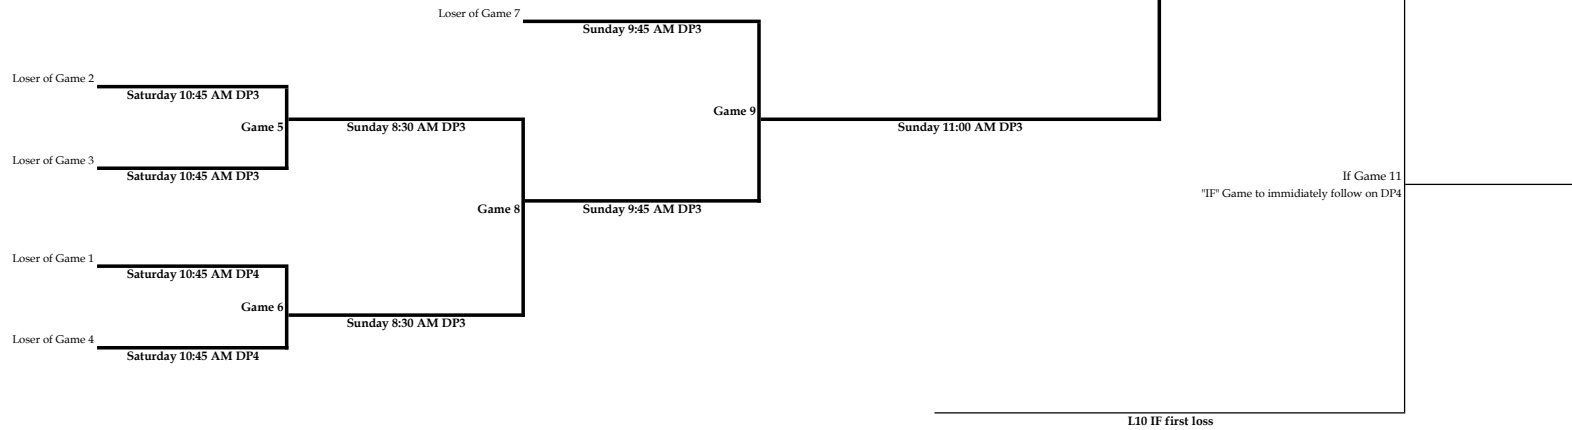 Loser of Game 7
Sunday 9:45 AM DP3
Loser of Game 2
Saturday 10:45 AM DP3
Game 9
Game 5
Sunday 8:30 AM DP3
Sunday 11:00 AM DP3
Loser of Game 3
Saturday 10:45 AM DP3
If Game 11
"IF" Game to immidiately follow on DP4
Game 8
Sunday 9:45 AM DP3
Loser of Game 1
Saturday 10:45 AM DP4
Game 6
Sunday 8:30 AM DP3
Loser of Game 4
Saturday 10:45 AM DP4
L10 IF first loss